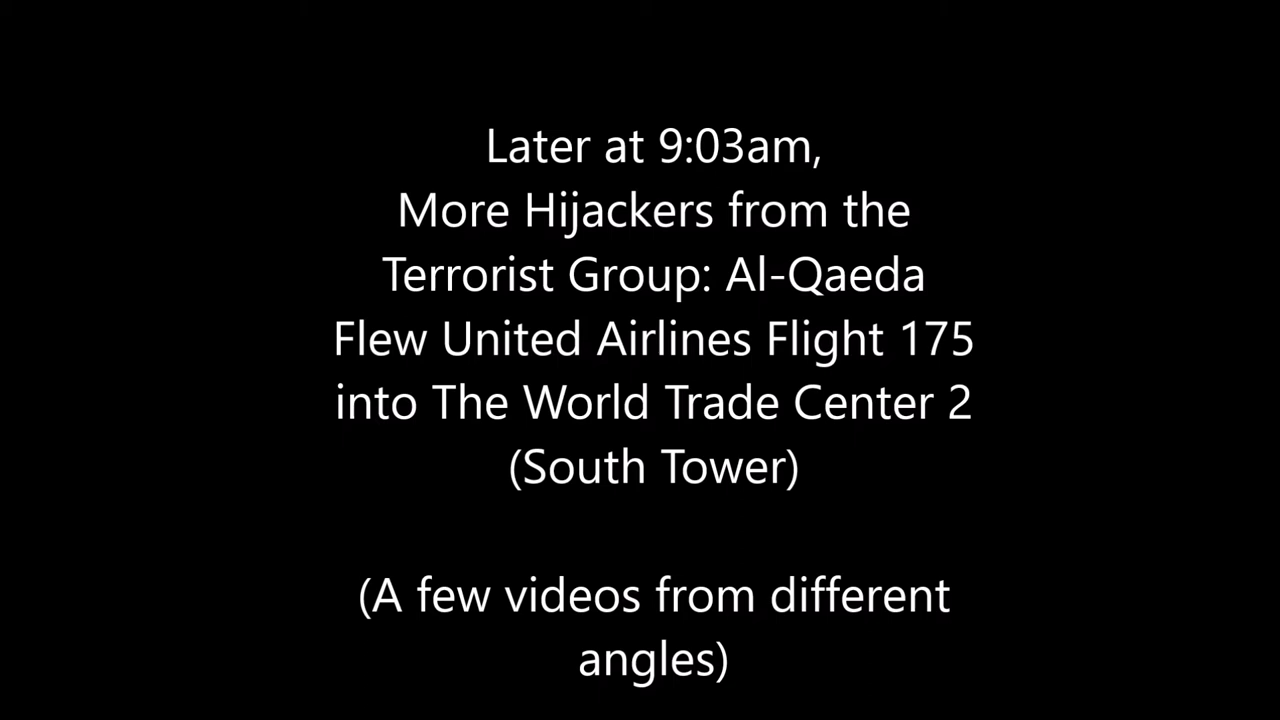 Later at 9:03am,
More Hijackers from the
Terrorist Group: Al-Qaeda
Flew United Airlines Flight 175
into The World Trade Center 2
(South Tower)
(A few videos from different
angles)